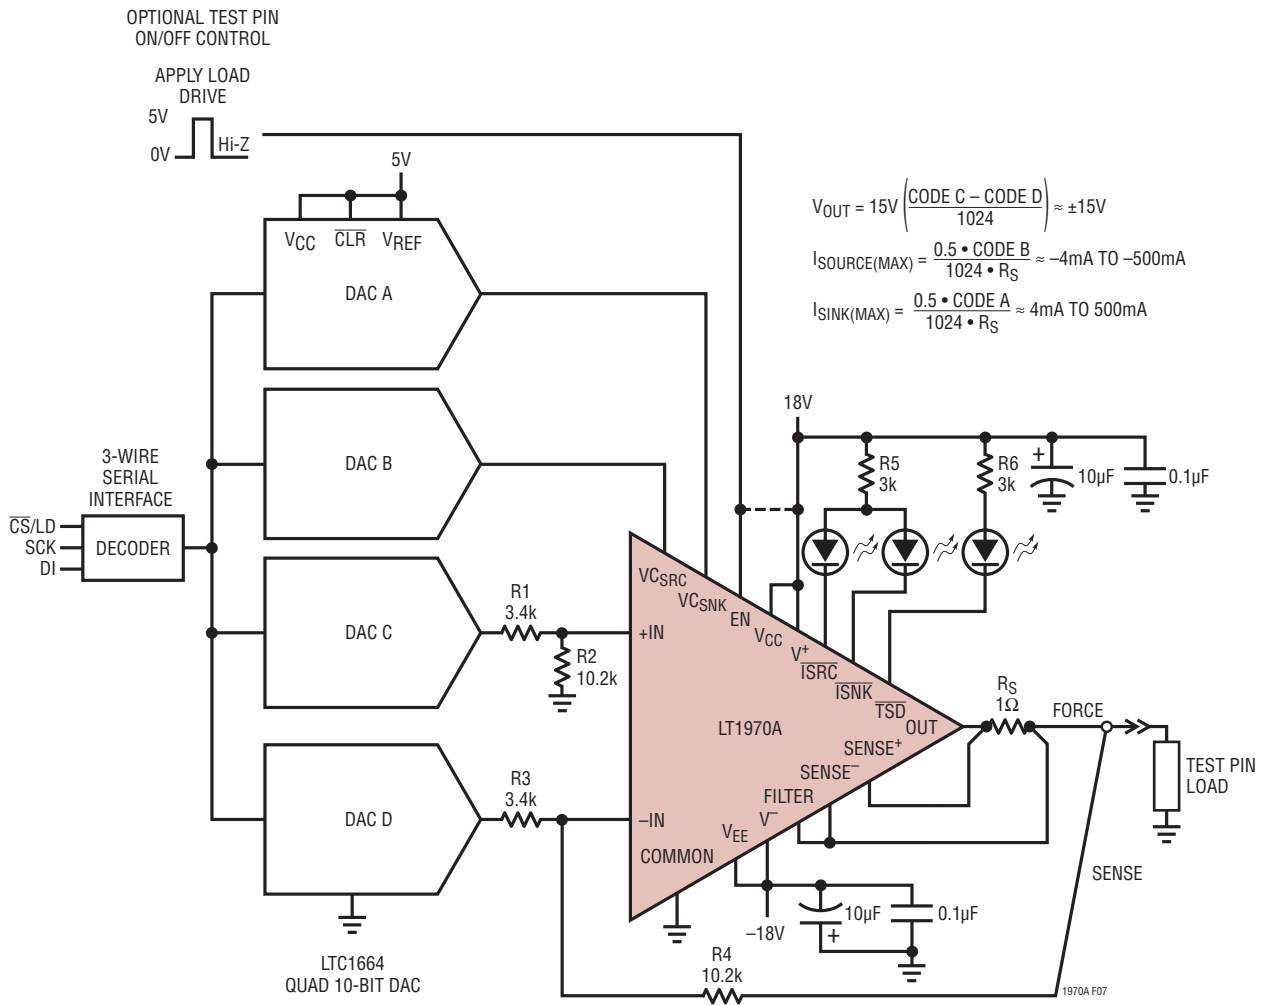 OPTIONAL TEST PIN
ON/OFF CONTROL
APPLY LOAD
DRIVE
5V
0V
Hi-Z
5V
VCC
CLR
VREF
DAC A
DAC B
DAC C
DAC D
3-WIRE
SERIAL
INTERFACE
CS/LD
SCK
DI
DECODER
LTC1664
QUAD 10-BIT DAC
R1
3.4k
R2
10.2k
R3
3.4k
VOUT = 15V (CODE C – CODE D / 1024) ≈ ±15V
ISOURCE(MAX) = 0.5 • CODE B / 1024 • RS ≈ –4mA TO –500mA
ISINK(MAX) = 0.5 • CODE A / 1024 • RS ≈ 4mA TO 500mA
18V
R5
3k
R6
3k
+
10µF
0.1µF
VCSRC
VCSNK
EN
VCC
V+
ISRC
ISNK
TSD
OUT
+IN
–IN
LT1970A
SENSE+
SENSE–
FILTER
V–
VEE
COMMON
RS
1Ω
FORCE
TEST PIN
LOAD
SENSE
10µF
+
0.1µF
–18V
R4
10.2k
1970A F07